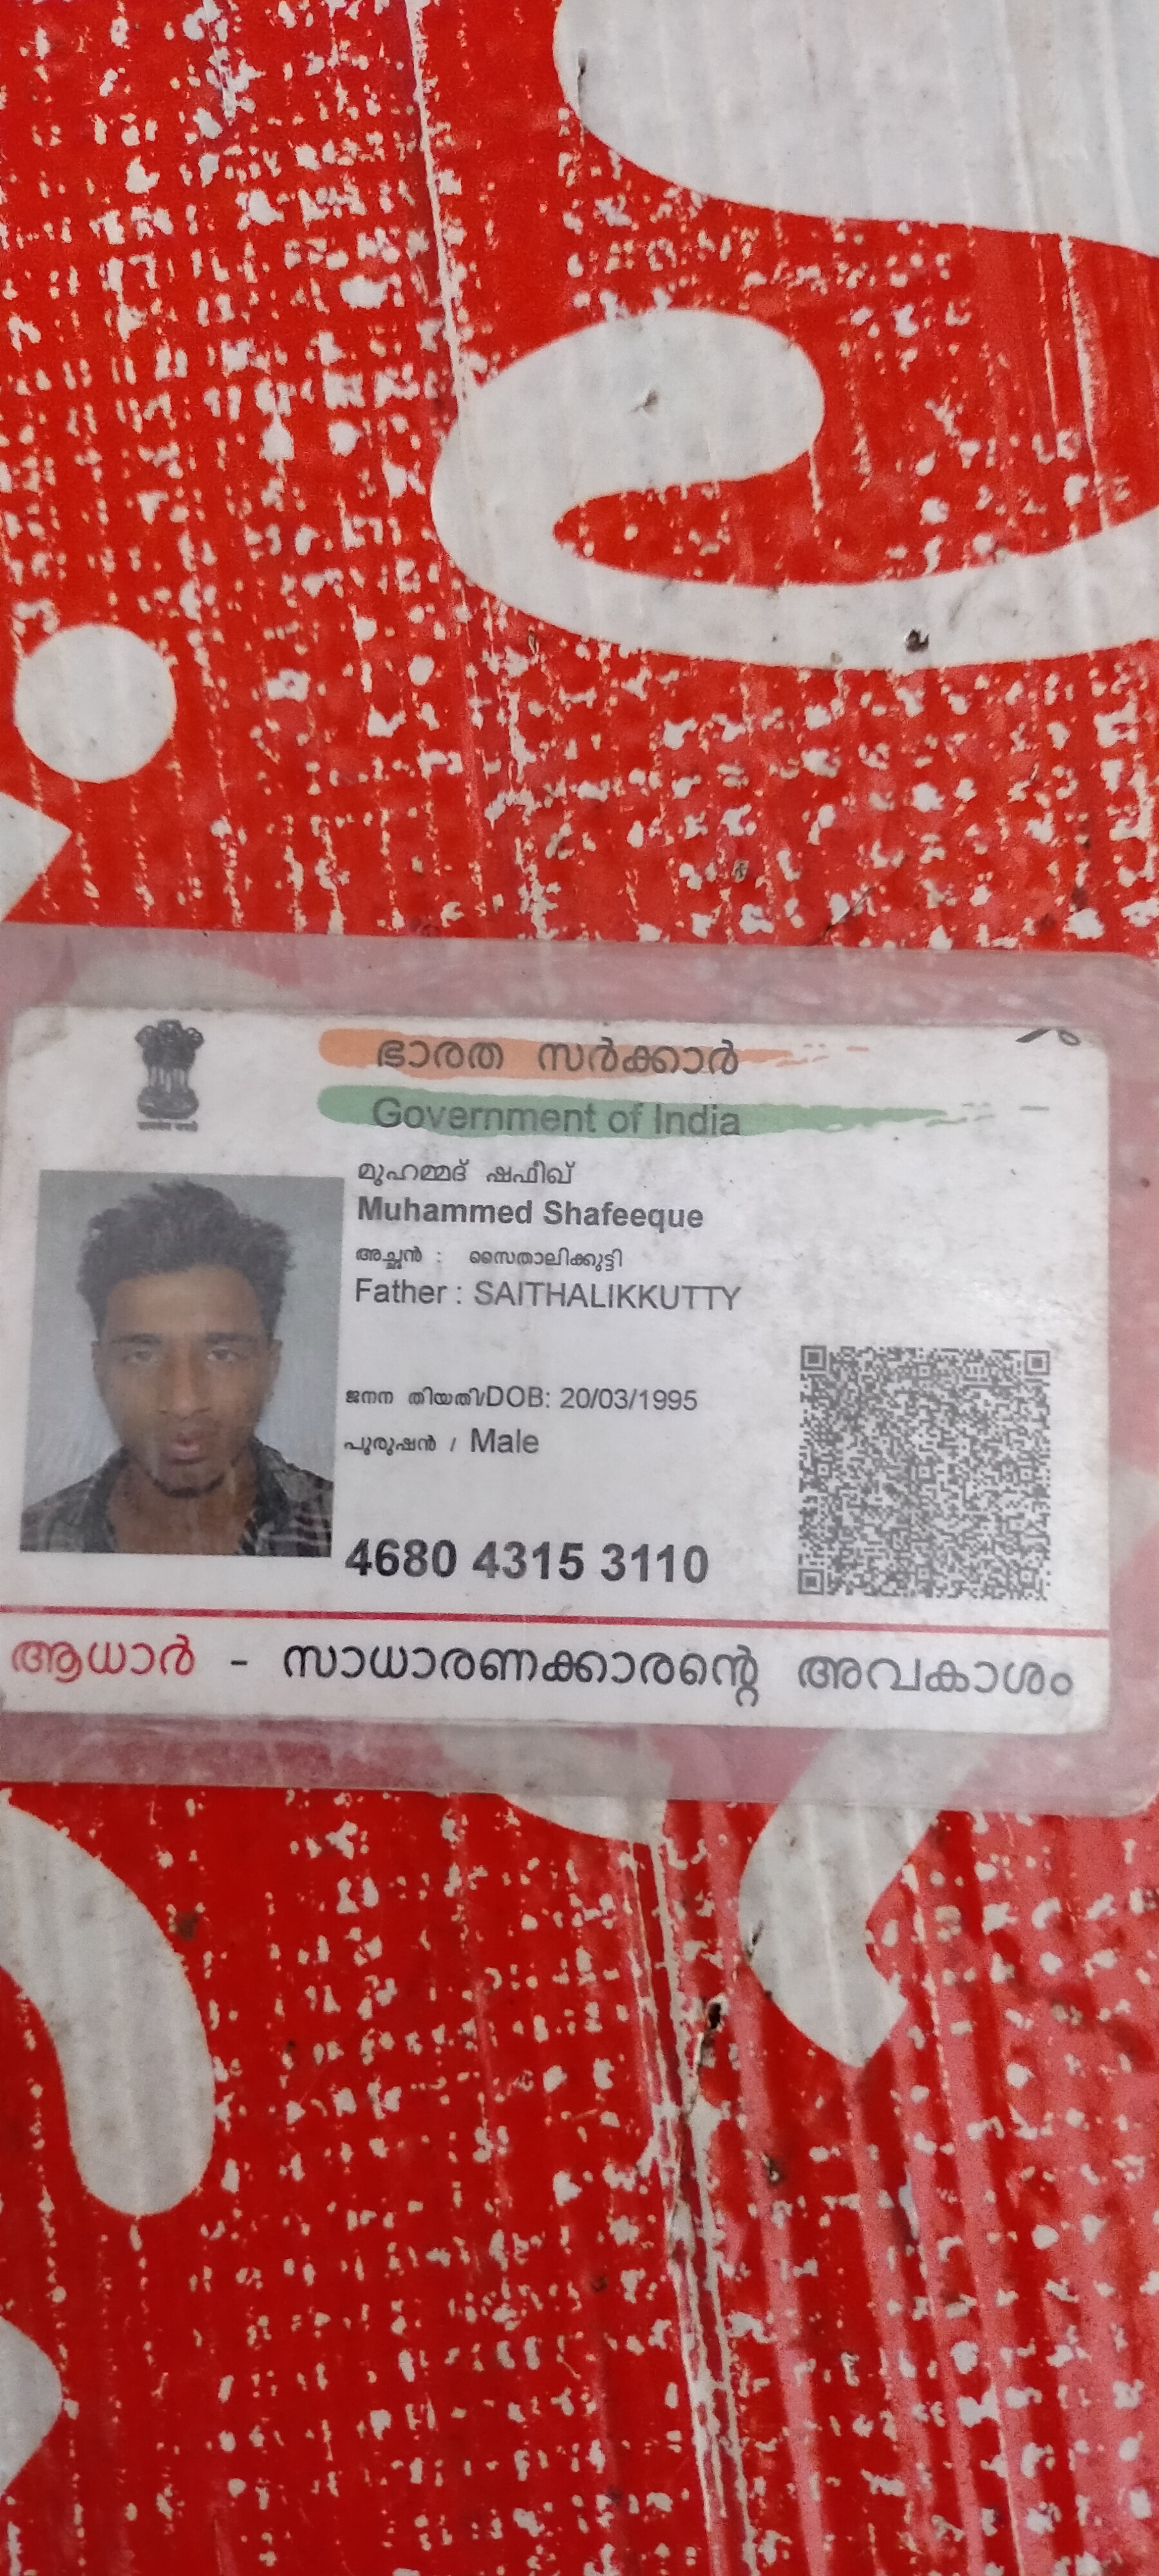 ഭാരത സർക്കാർ
Government of India
മുഹമ്മദ് ഷഫീഖ്
Muhammed Shafeeque
അച്ഛൻ : സൈതാലിക്കുട്ടി
Father : SAITHALIKKUTTY
ജനന തിയതി/DOB: 20/03/1995
പുരുഷൻ / Male
4680 4315 3110
ആധാർ - സാധാരണക്കാരന്റെ അവകാശം